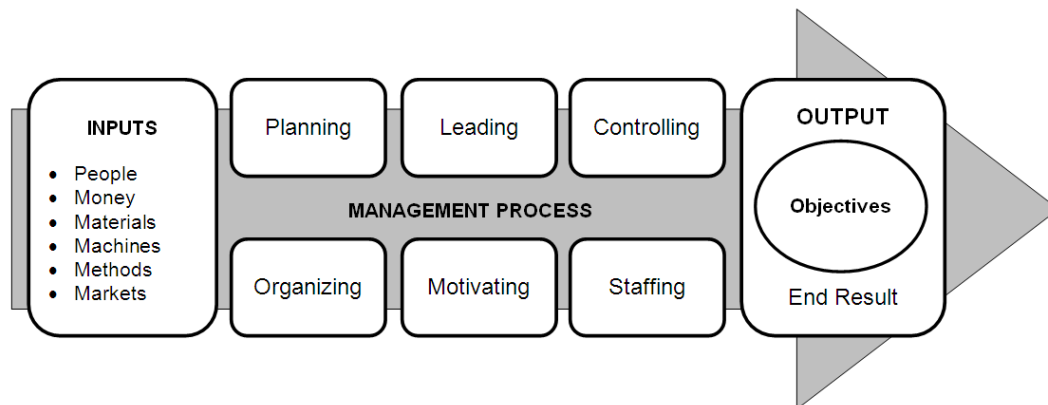 INPUTS
People
Money
Materials
Machines
Methods
Markets
Planning
Leading
Controlling
MANAGEMENT PROCESS
Organizing
Motivating
Staffing
OUTPUT
Objectives
End Result